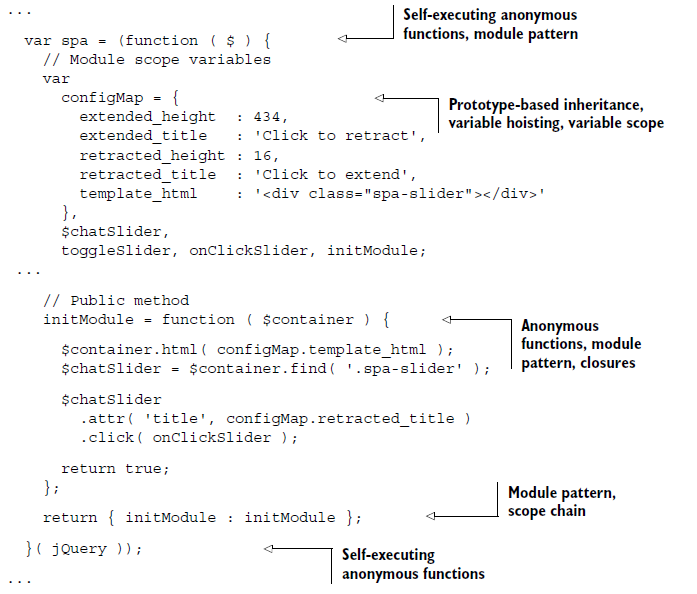 ...
Self-executing anonymous
functions, module pattern
var spa = (function ( $ ) {
// Module scope variables
var
configMap = {
Prototype-based inheritance,
variable hoisting, variable scope
extended_height : 434,
extended_title : 'Click to retract',
retracted_height : 16,
retracted_title : 'Click to extend',
template_html : '<div class="spa-slider"></div>'
},
$chatSlider,
toggleSlider, onClickSlider, initModule;
...
// Public method
initModule = function ( $container ) {
Anonymous
functions, module
pattern, closures
$container.html( configMap.template_html );
$chatSlider = $container.find( '.spa-slider' );
$chatSlider
.attr( 'title', configMap.retracted_title )
.click( onClickSlider );
return true;
};
Module pattern,
scope chain
return { initModule : initModule };
}( jQuery ));
Self-executing
anonymous functions
...